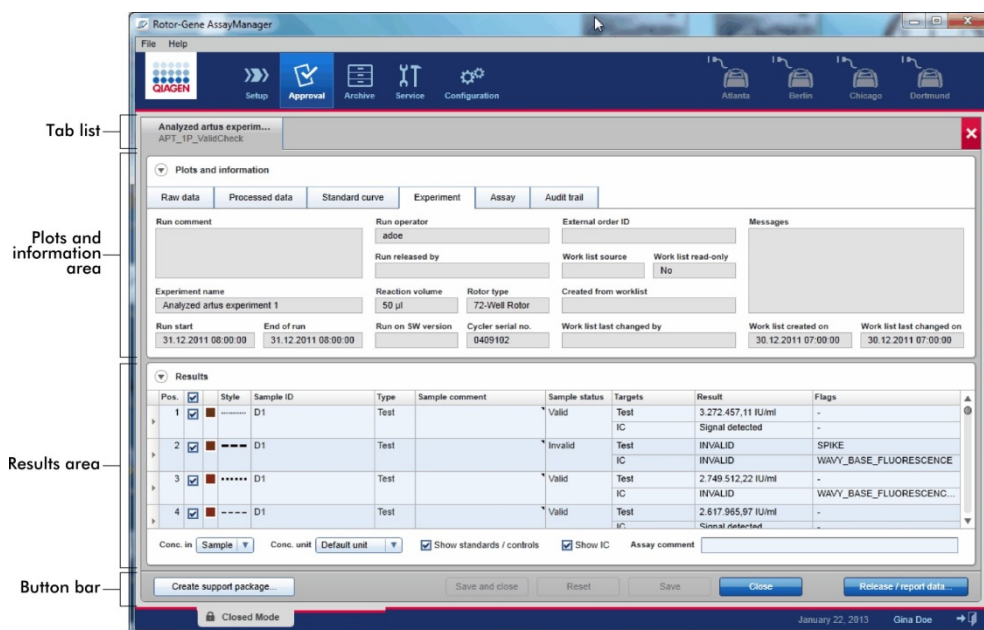 Rotor-Gene AssayManager
File Help
QIAGEN
Setup Approval Archive Service Configuration Atlanta Berlin Chicago Dortmund
Tab list
Analyzed artus experim...
APT_1P_ValidCheck
Plots and information
Raw data Processed data Standard curve Experiment Assay Audit trail
Plots and information area
Run comment Run operator External order ID Messages
adoe
Run released by Work list source Work list read-only
No
Experiment name Reaction volume Rotor type Created from worklist
Analyzed artus experiment 1 50 µl 72-Well Rotor
Run start End of run Run on SW version Cycler serial no. Work list last changed by Work list created on Work list last changed on
31.12.2011 08:00:00 31.12.2011 08:00:00 0409102 30.12.2011 07:00:00 30.12.2011 07:00:00
Results area
Results
Pos. Style Sample ID Type Sample comment Sample status Targets Result Flags
1 D1 Test Valid Test 3.272.457,11 IU/ml -
IC Signal detected -
2 D1 Test Invalid Test INVALID SPIKE
IC INVALID WAVY_BASE_FLUORESCENCE
3 D1 Test Valid Test 2.749.512,22 IU/ml -
IC INVALID WAVY_BASE_FLUORESCENC...
4 D1 Test Valid Test 2.617.965,97 IU/ml -
IC Signal detected -
Conc. in Sample Conc. unit Default unit Show standards / controls Show IC Assay comment
Button bar
Create support package... Save and close Reset Save Close Release / report data...
Closed Mode January 22, 2013 Gina Doe